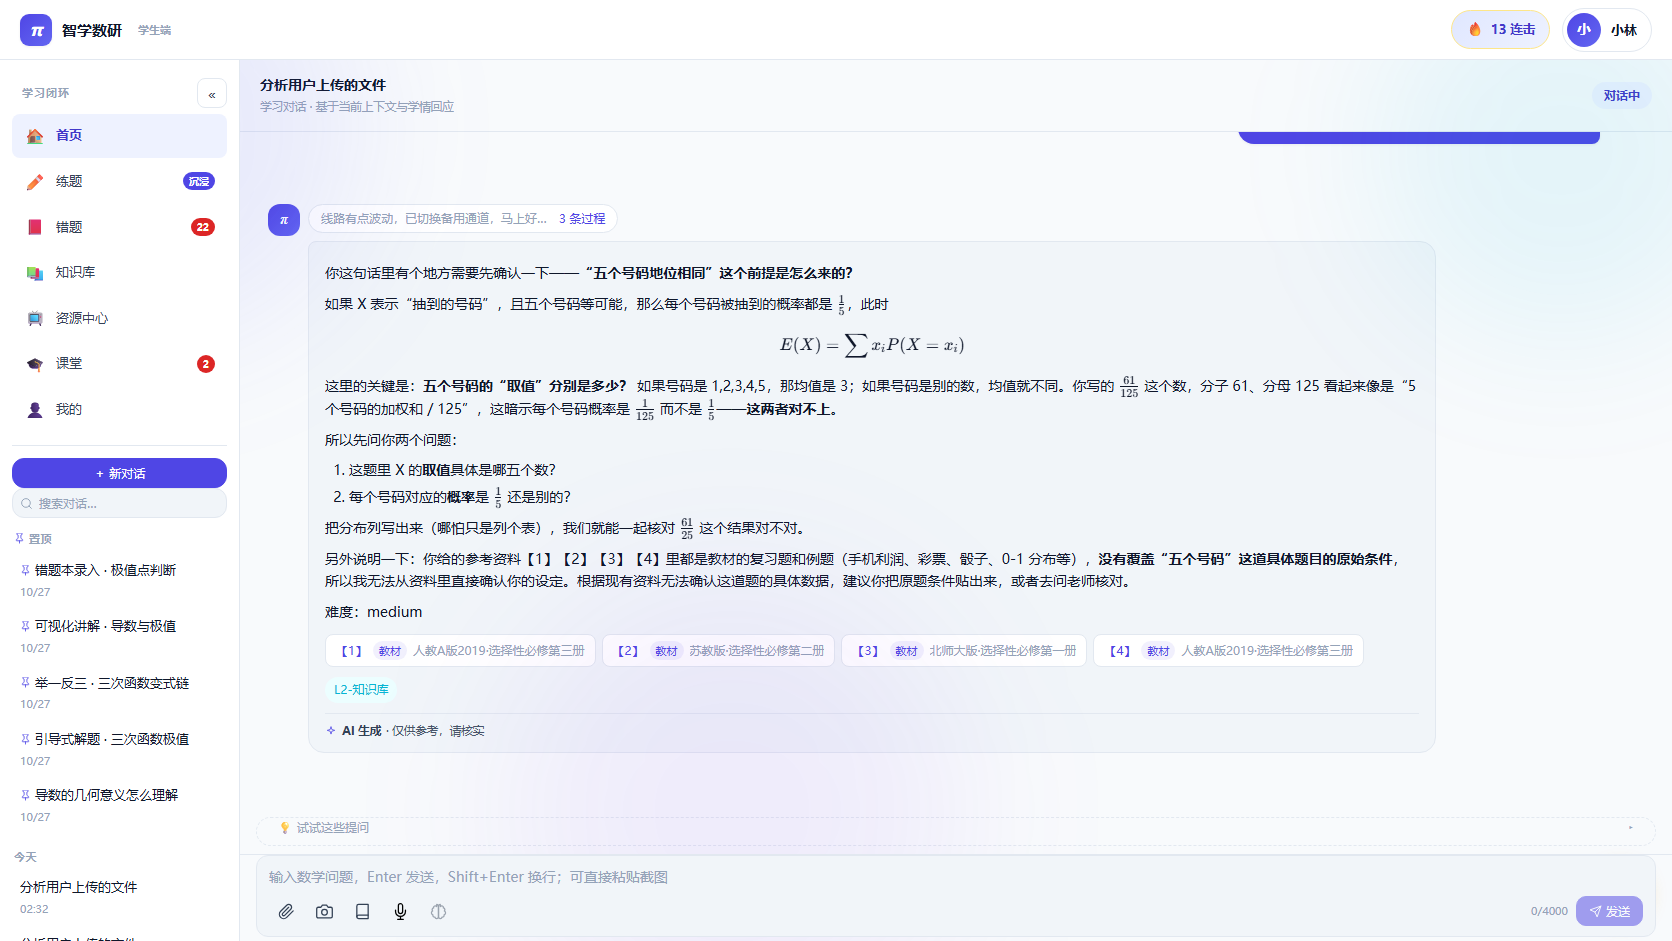 π 智学数研 学生端
🔥 13 连击
小 小林
学习闭环
«
首页
练题 沉浸
错题 22
知识库
资源中心
课堂 2
我的
+ 新对话
搜索对话...
置顶
错题本录入 · 极值点判断
10/27
可视化讲解 · 导数与极值
10/27
举一反三 · 三次函数变式链
10/27
引导式解题 · 三次函数极值
10/27
导数的几何意义怎么理解
10/27
今天
分析用户上传的文件
02:32
分析用户上传的文件
分析用户上传的文件
学习对话 · 基于当前上下文与学情回应
对话中
π
线路有点波动，已切换备用通道，马上好... 3 条过程
你这句话里有个地方需要先确认一下——“五个号码地位相同”这个前提是怎么来的？
如果 X 表示“抽到的号码”，且五个号码等可能，那么每个号码被抽到的概率都是 1/5，此时
E(X) = ∑ xᵢP(X = xᵢ)
这里的关键是：五个号码的“取值”分别是多少？ 如果号码是 1,2,3,4,5，那均值是 3；如果号码是别的数，均值就不同。你写的 61/125 这个数，分子 61、分母 125 看起来像是“5
个号码的加权和 / 125”，这暗示每个号码概率是 1/125 而不是 1/5——这两者对不上。
所以先问你两个问题：
1. 这题里 X 的取值具体是哪五个数？
2. 每个号码对应的概率是 1/5 还是别的？
把分布列写出来（哪怕只是列个表），我们就能一起核对 61/25 这个结果对不对。
另外说明一下：你给的参考资料【1】【2】【3】【4】里都是教材的复习题和例题（手机利润、彩票、骰子、0-1 分布等），没有覆盖“五个号码”这道具体题目的原始条件，
所以我无法从资料里直接确认你的设定。根据现有资料无法确认这道题的具体数据，建议你把原题条件贴出来，或者去问老师核对。
难度：medium
【1】 教材 人教A版2019·选择性必修第三册
【2】 教材 苏教版·选择性必修第二册
【3】 教材 北师大版·选择性必修第一册
【4】 教材 人教A版2019·选择性必修第三册
L2-知识库
AI 生成 · 仅供参考，请核实
试试这些提问
输入数学问题，Enter 发送，Shift+Enter 换行；可直接粘贴截图
0/4000
发送